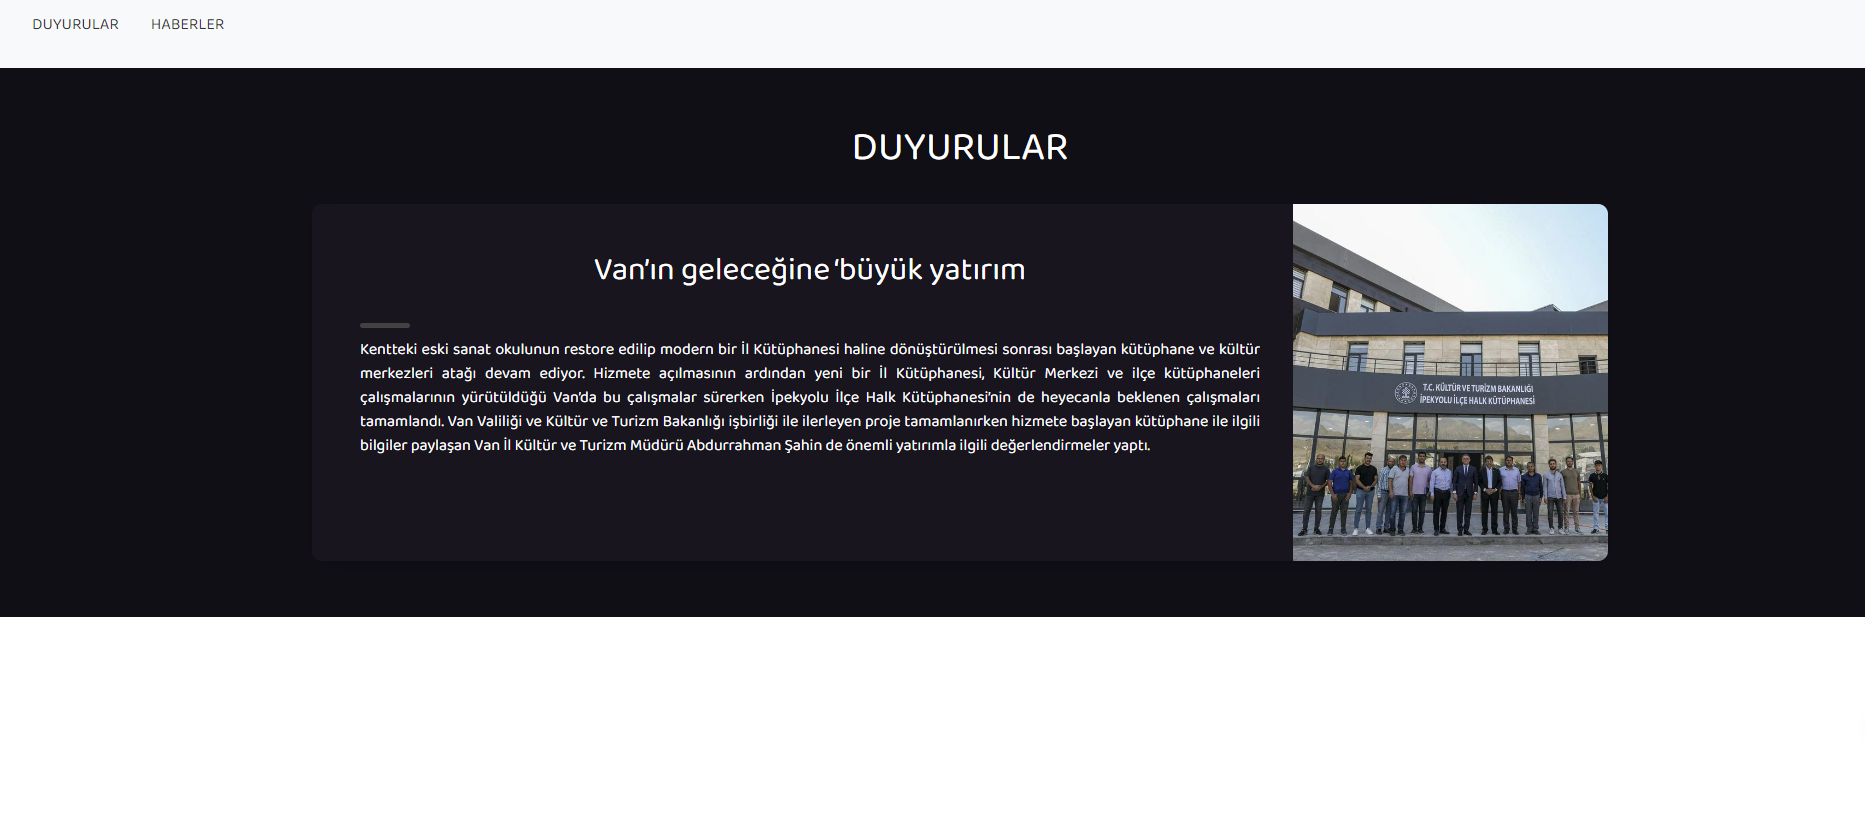 DUYURULAR
HABERLER
DUYURULAR
Van’ın geleceğine ‘büyük yatırım
Kentteki eski sanat okulunun restore edilip modern bir İl Kütüphanesi haline dönüştürülmesi sonrası başlayan kütüphane ve kültür
merkezleri atağı devam ediyor. Hizmete açılmasının ardından yeni bir İl Kütüphanesi, Kültür Merkezi ve ilçe kütüphaneleri
çalışmalarının yürütüldüğü Van’da bu çalışmalar sürerken İpekyolu İlçe Halk Kütüphanesi’nin de heyecanla beklenen çalışmaları
tamamlandı. Van Valiliği ve Kültür ve Turizm Bakanlığı işbirliği ile ilerleyen proje tamamlanırken hizmete başlayan kütüphane ile ilgili
bilgiler paylaşan Van İl Kültür ve Turizm Müdürü Abdurrahman Şahin de önemli yatırımla ilgili değerlendirmeler yaptı.
T.C. KÜLTÜR VE TURİZM BAKANLIĞI
İPEKYOLU İLÇE HALK KÜTÜPHANESİ